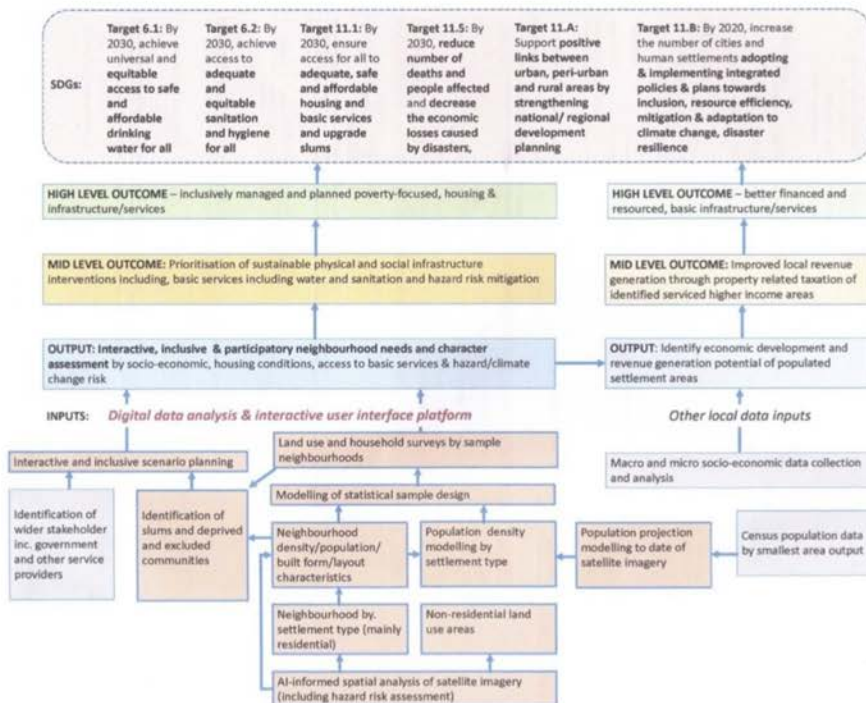 SDGs:
Target 6.1: By
2030, achieve
universal and
equitable
access to safe
and
affordable
drinking
water for all
Target 6.2: By
2030, achieve
access to
adequate
and
equitable
sanitation
and hygiene
for all
Target 11.1: By
2030, ensure
access for all to
adequate, safe
and affordable
housing and
basic services
and upgrade
slums
Target 11.5: By
2030, reduce
number of
deaths and
people affected
and decrease
the economic
losses caused
by disasters,
Target 11.A:
Support positive
links between
urban, peri-urban
and rural areas by
strengthening
national/ regional
development
planning
Target 11.B: By 2020, increase
the number of cities and
human settlements adopting
& implementing integrated
policies & plans towards
inclusion, resource efficiency,
mitigation & adaptation to
climate change, disaster
resilience
HIGH LEVEL OUTCOME – inclusively managed and planned poverty-focused, housing &
infrastructure/services
HIGH LEVEL OUTCOME – better financed and
resourced, basic infrastructure/services
MID LEVEL OUTCOME: Prioritisation of sustainable physical and social infrastructure
interventions including, basic services including water and sanitation and hazard risk mitigation
MID LEVEL OUTCOME: Improved local revenue
generation through property related taxation of
identified serviced higher income areas
OUTPUT: Interactive, inclusive & participatory neighbourhood needs and character
assessment by socio-economic, housing conditions, access to basic services & hazard/climate
change risk
OUTPUT: Identify economic development and
revenue generation potential of populated
settlement areas
INPUTS:
Digital data analysis & interactive user interface platform
Other local data inputs
Land use and household surveys by sample
neighbourhoods
Interactive and inclusive scenario planning
Macro and micro socio-economic data collection
and analysis
Modelling of statistical sample design
Identification of
wider stakeholder
inc. government
and other service
providers
Identification of
slums and deprived
and excluded
communities
Neighbourhood
density/population/
built form/layout
characteristics
Population density
modelling by
settlement type
Population projection
modelling to date of
satellite imagery
Census population data
by smallest area output
Neighbourhood by.
settlement type (mainly
residential)
Non-residential land
use areas
AI-informed spatial analysis of satellite imagery
(including hazard risk assessment)